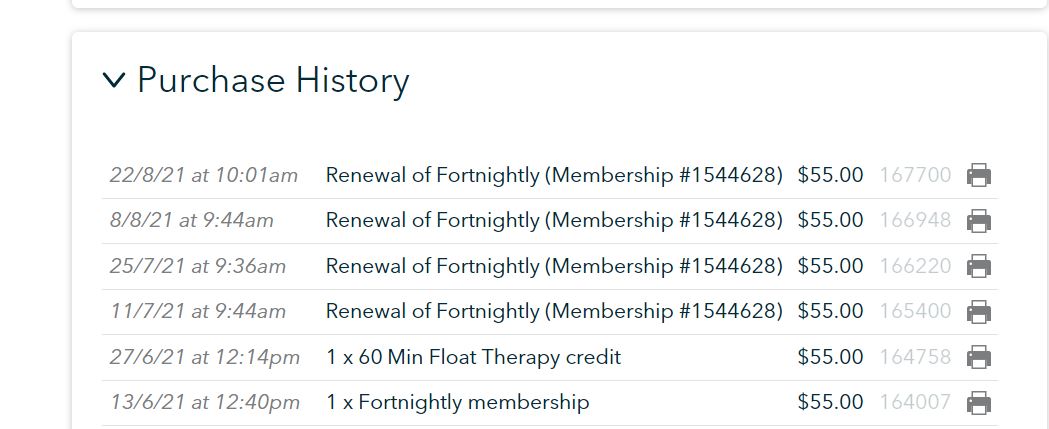 Purchase History
22/8/21 at 10:01am Renewal of Fortnightly (Membership #1544628) $55.00 167700
8/8/21 at 9:44am Renewal of Fortnightly (Membership #1544628) $55.00 166948
25/7/21 at 9:36am Renewal of Fortnightly (Membership #1544628) $55.00 166220
11/7/21 at 9:44am Renewal of Fortnightly (Membership #1544628) $55.00 165400
27/6/21 at 12:14pm 1 x 60 Min Float Therapy credit $55.00 164758
13/6/21 at 12:40pm 1 x Fortnightly membership $55.00 164007